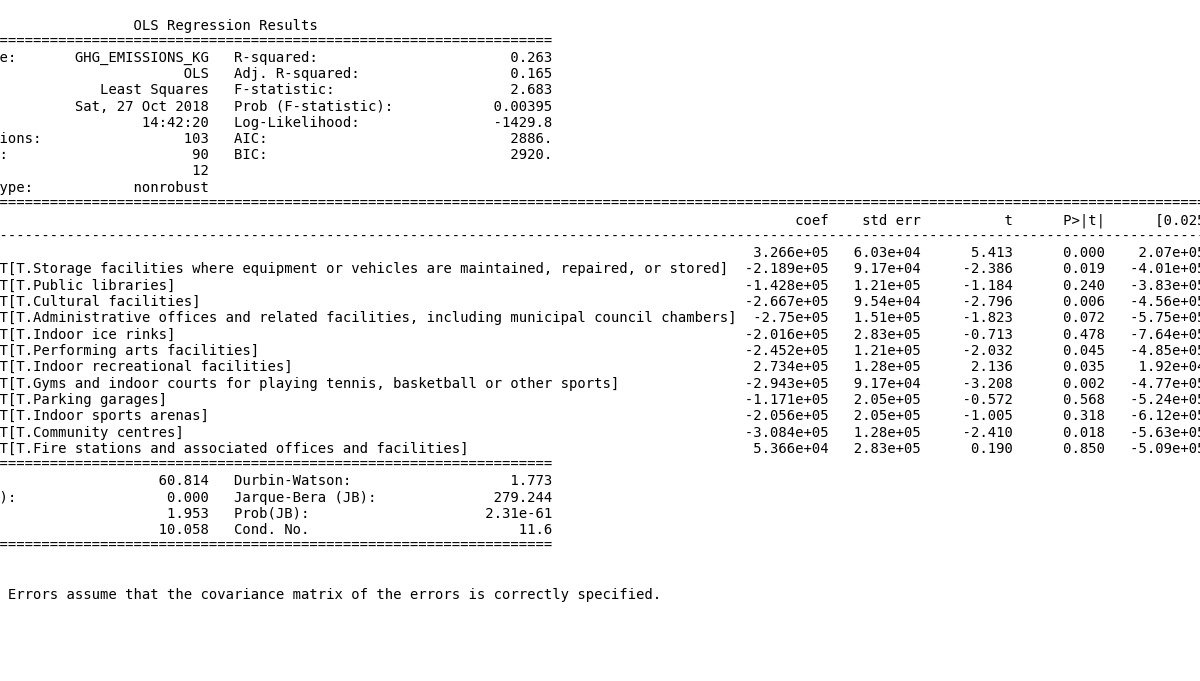 OLS Regression Results
==================================================================
e: GHG_EMISSIONS_KG R-squared: 0.263
OLS Adj. R-squared: 0.165
Least Squares F-statistic: 2.683
Sat, 27 Oct 2018 Prob (F-statistic): 0.00395
14:42:20 Log-Likelihood: -1429.8
ions: 103 AIC: 2886.
: 90 BIC: 2920.
12
ype: nonrobust
================================================================================================================================================
coef std err t P>|t| [0.025
------------------------------------------------------------------------------------------------------------------------------------------------
3.266e+05 6.03e+04 5.413 0.000 2.07e+05
T[T.Storage facilities where equipment or vehicles are maintained, repaired, or stored] -2.189e+05 9.17e+04 -2.386 0.019 -4.01e+05
T[T.Public libraries] -1.428e+05 1.21e+05 -1.184 0.240 -3.83e+05
T[T.Cultural facilities] -2.667e+05 9.54e+04 -2.796 0.006 -4.56e+05
T[T.Administrative offices and related facilities, including municipal council chambers] -2.75e+05 1.51e+05 -1.823 0.072 -5.75e+05
T[T.Indoor ice rinks] -2.016e+05 2.83e+05 -0.713 0.478 -7.64e+05
T[T.Performing arts facilities] -2.452e+05 1.21e+05 -2.032 0.045 -4.85e+05
T[T.Indoor recreational facilities] 2.734e+05 1.28e+05 2.136 0.035 1.92e+04
T[T.Gyms and indoor courts for playing tennis, basketball or other sports] -2.943e+05 9.17e+04 -3.208 0.002 -4.77e+05
T[T.Parking garages] -1.171e+05 2.05e+05 -0.572 0.568 -5.24e+05
T[T.Indoor sports arenas] -2.056e+05 2.05e+05 -1.005 0.318 -6.12e+05
T[T.Community centres] -3.084e+05 1.28e+05 -2.410 0.018 -5.63e+05
T[T.Fire stations and associated offices and facilities] 5.366e+04 2.83e+05 0.190 0.850 -5.09e+05
==================================================================
60.814 Durbin-Watson: 1.773
): 0.000 Jarque-Bera (JB): 279.244
1.953 Prob(JB): 2.31e-61
10.058 Cond. No. 11.6
==================================================================
Errors assume that the covariance matrix of the errors is correctly specified.